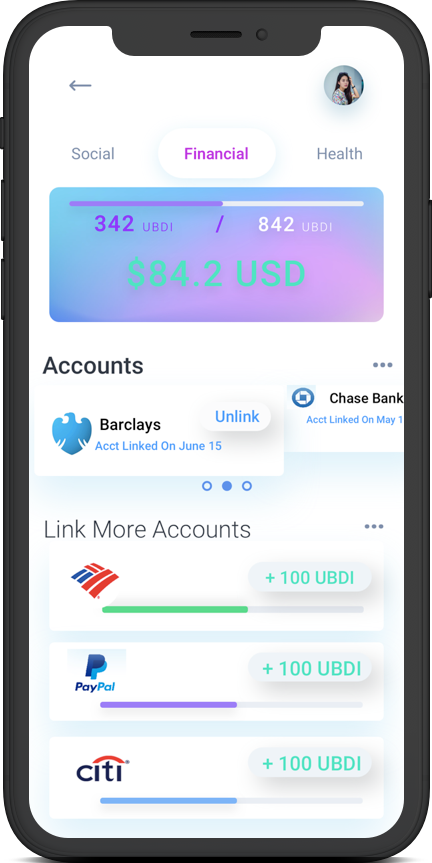 Social Financial Health
342 UBDI / 842 UBDI
$84.2 USD
Accounts
Barclays
Acct Linked On June 15
Unlink
Chase Bank
Acct Linked On May 1
Link More Accounts
+ 100 UBDI
PayPal
+ 100 UBDI
citi
+ 100 UBDI